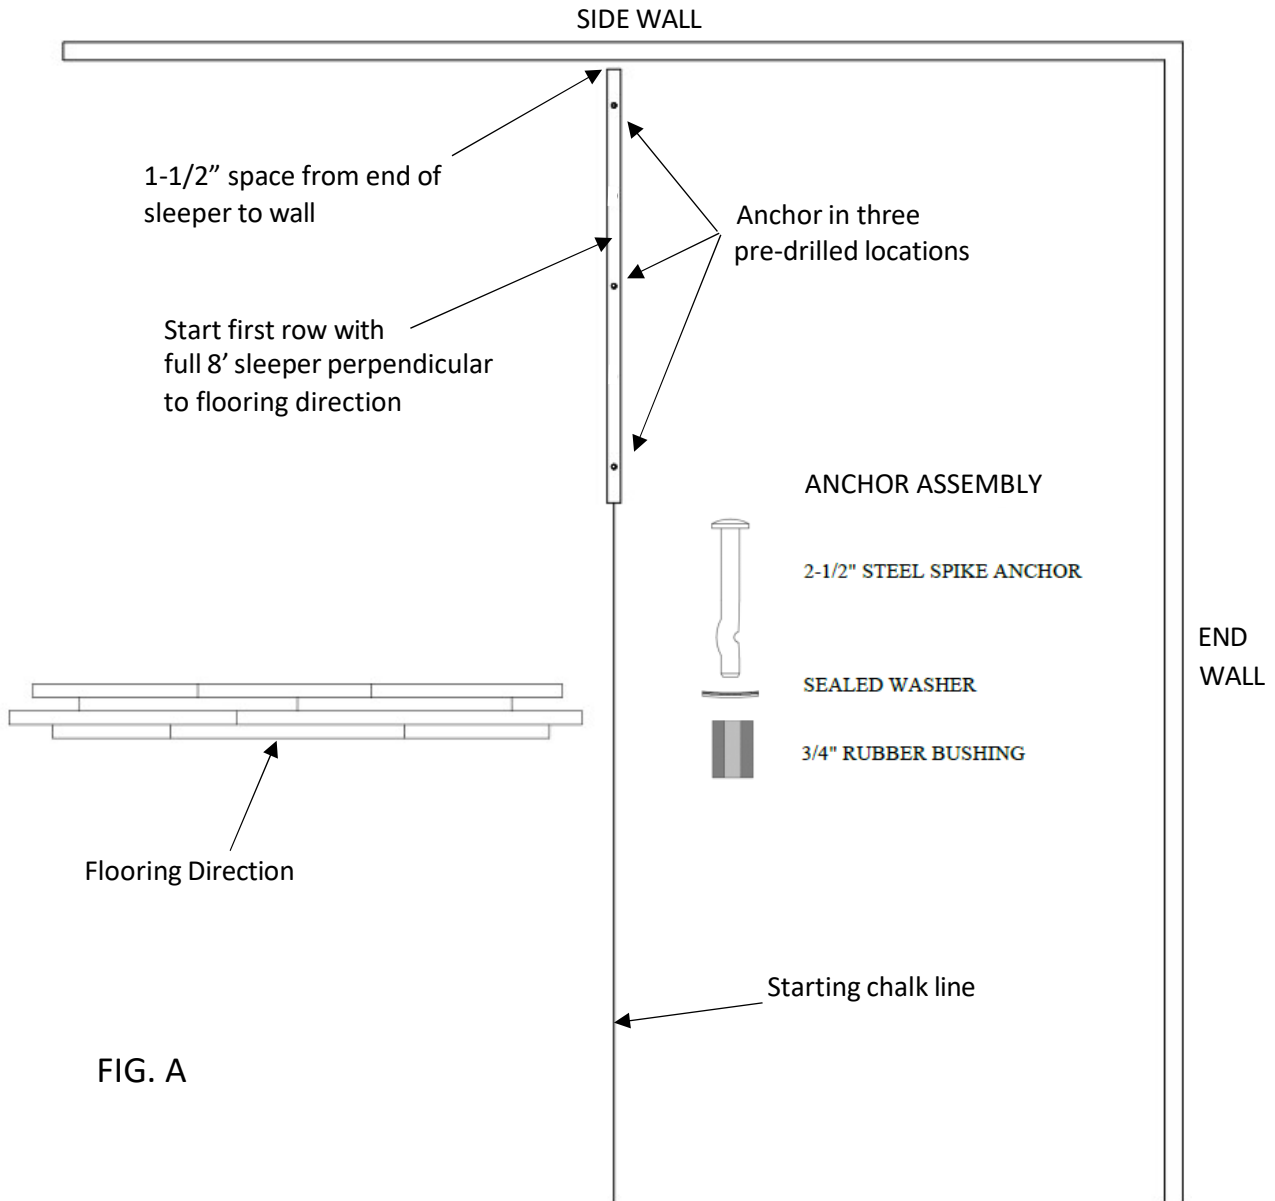 SIDE WALL
1-1/2” space from end of
sleeper to wall
Anchor in three
pre-drilled locations
Start first row with
full 8’ sleeper perpendicular
to flooring direction
ANCHOR ASSEMBLY
2-1/2" STEEL SPIKE ANCHOR
SEALED WASHER
3/4" RUBBER BUSHING
END
WALL
Flooring Direction
Starting chalk line
FIG. A